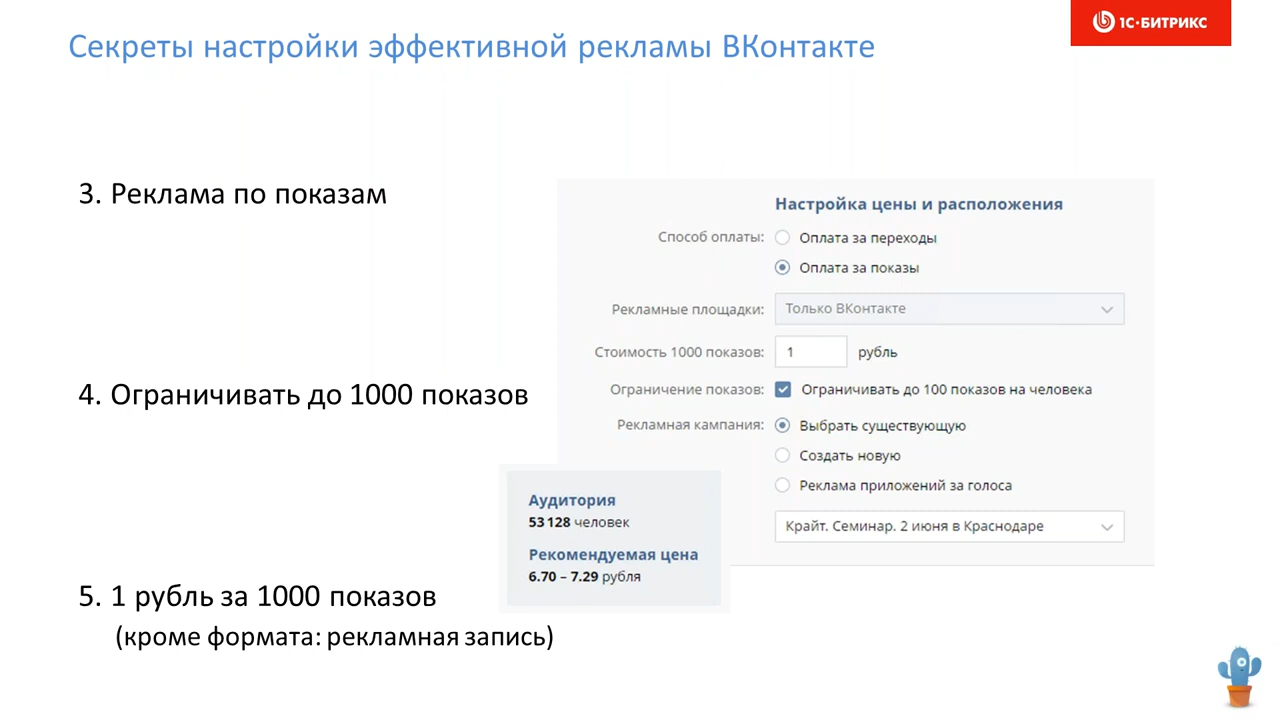 Секреты настройки эффективной рекламы ВКонтакте
1С·БИТРИКС
3. Реклама по показам
4. Ограничивать до 1000 показов
5. 1 рубль за 1000 показов
(кроме формата: рекламная запись)
Настройка цены и расположения
Способ оплаты: Оплата за переходы
Оплата за показы
Рекламные площадки: Только ВКонтакте
Стоимость 1000 показов: 1 рубль
Ограничение показов: Ограничивать до 100 показов на человека
Рекламная кампания: Выбрать существующую
Создать новую
Реклама приложений за голоса
Крайт. Семинар. 2 июня в Краснодаре
Аудитория
53 128 человек
Рекомендуемая цена
6.70 – 7.29 рубля